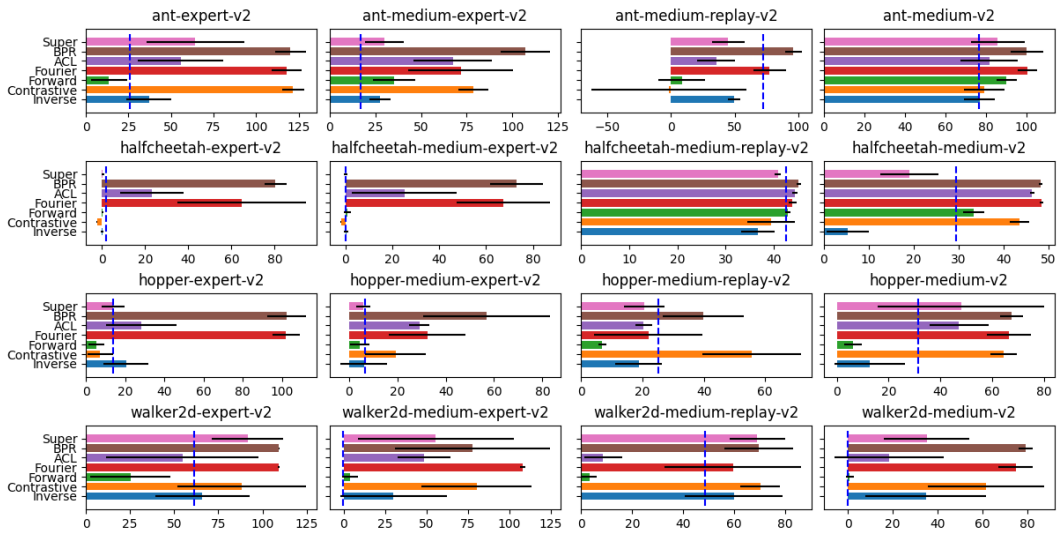 ant-expert-v2
ant-medium-expert-v2
ant-medium-replay-v2
ant-medium-v2
Super
BPR
ACL
Fourier
Forward
Contrastive
Inverse
0 25 50 75 100 125
0 25 50 75 100 125
−50 0 50 100
0 20 40 60 80 100
halfcheetah-expert-v2
halfcheetah-medium-expert-v2
halfcheetah-medium-replay-v2
halfcheetah-medium-v2
Super
BPR
ACL
Fourier
Forward
Contrastive
Inverse
0 20 40 60 80
0 20 40 60 80
0 10 20 30 40
0 10 20 30 40 50
hopper-expert-v2
hopper-medium-expert-v2
hopper-medium-replay-v2
hopper-medium-v2
Super
BPR
ACL
Fourier
Forward
Contrastive
Inverse
0 20 40 60 80 100
0 20 40 60 80
0 20 40 60
0 20 40 60 80
walker2d-expert-v2
walker2d-medium-expert-v2
walker2d-medium-replay-v2
walker2d-medium-v2
Super
BPR
ACL
Fourier
Forward
Contrastive
Inverse
0 25 50 75 100 125
0 25 50 75 100 125
0 20 40 60 80
0 20 40 60 80